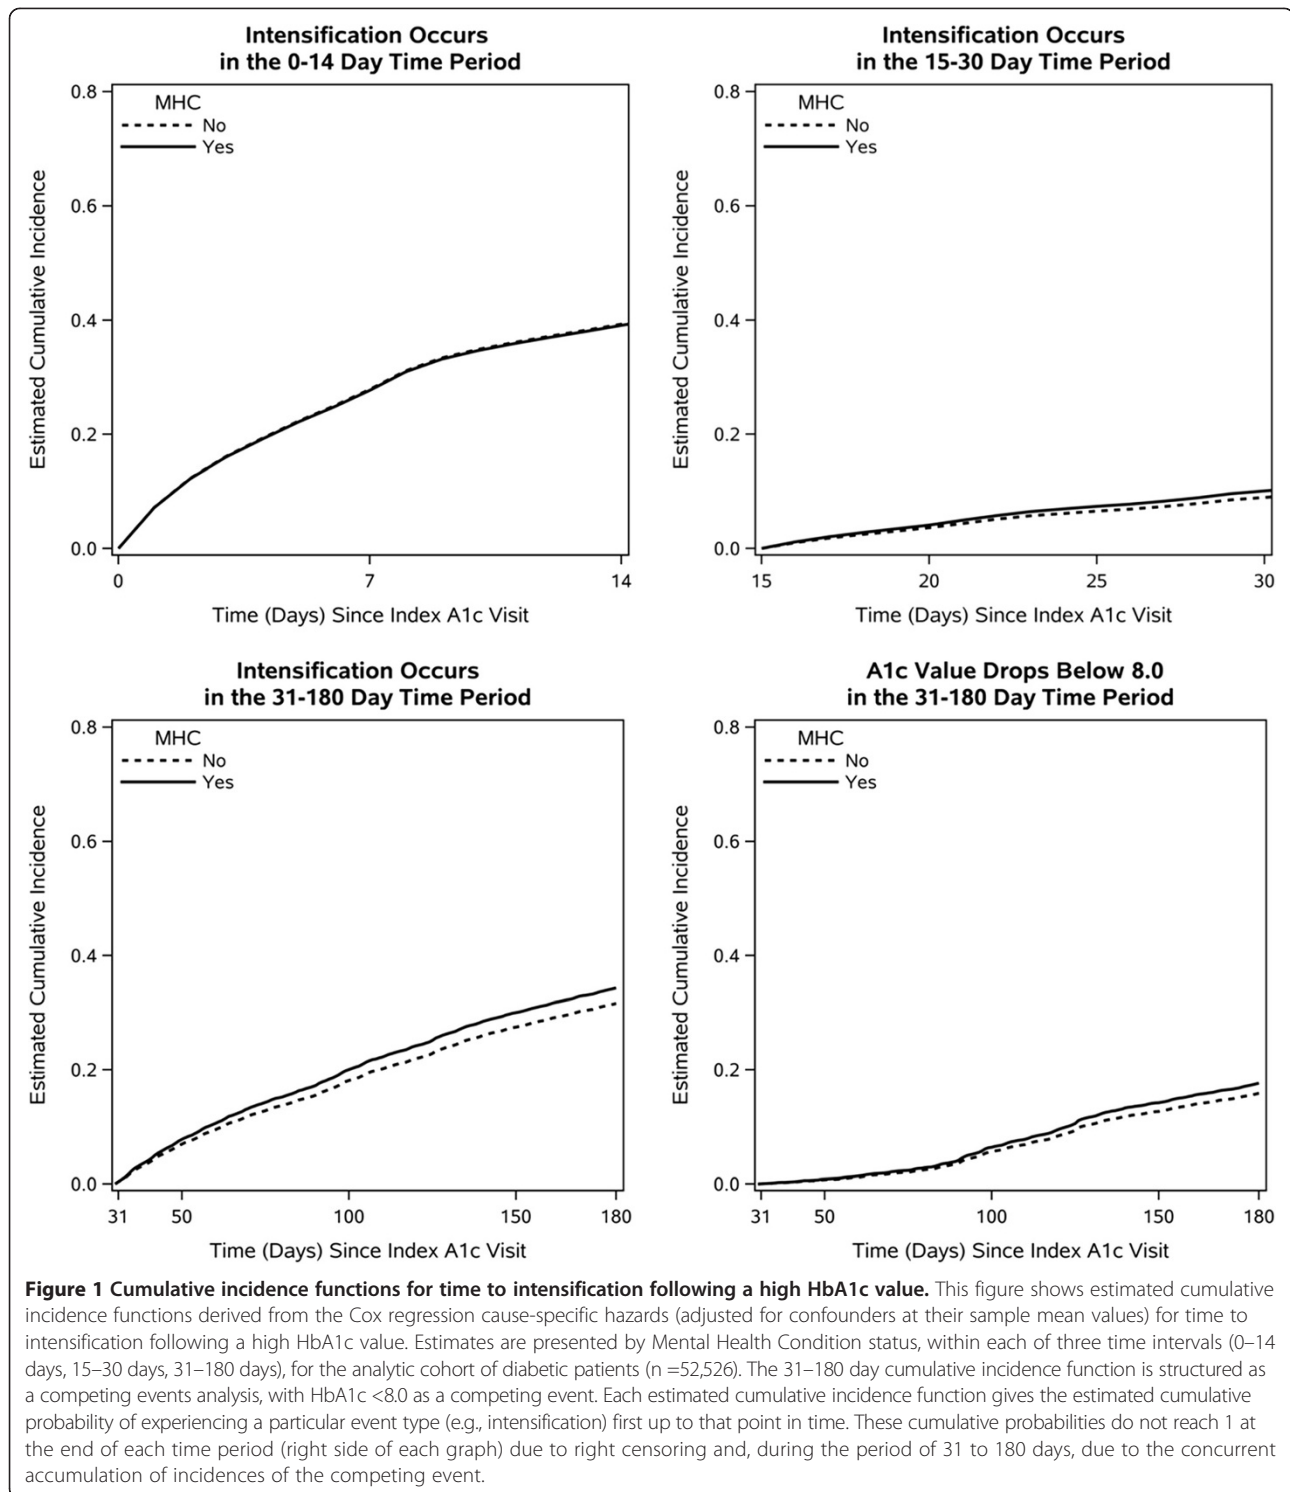 Intensification Occurs
in the 0-14 Day Time Period
0.8
0.6
0.4
0.2
0.0
Estimated Cumulative Incidence
MHC
No
Yes
0
7
14
Time (Days) Since Index A1c Visit
Intensification Occurs
in the 15-30 Day Time Period
0.8
0.6
0.4
0.2
0.0
Estimated Cumulative Incidence
MHC
No
Yes
15
20
25
30
Time (Days) Since Index A1c Visit
Intensification Occurs
in the 31-180 Day Time Period
0.8
0.6
0.4
0.2
0.0
Estimated Cumulative Incidence
MHC
No
Yes
31
50
100
150
180
Time (Days) Since Index A1c Visit
A1c Value Drops Below 8.0
in the 31-180 Day Time Period
0.8
0.6
0.4
0.2
0.0
Estimated Cumulative Incidence
MHC
No
Yes
31
50
100
150
180
Time (Days) Since Index A1c Visit
Figure 1 Cumulative incidence functions for time to intensification following a high HbA1c value. This figure shows estimated cumulative
incidence functions derived from the Cox regression cause-specific hazards (adjusted for confounders at their sample mean values) for time to
intensification following a high HbA1c value. Estimates are presented by Mental Health Condition status, within each of three time intervals (0–14
days, 15–30 days, 31–180 days), for the analytic cohort of diabetic patients (n =52,526). The 31–180 day cumulative incidence function is structured as
a competing events analysis, with HbA1c <8.0 as a competing event. Each estimated cumulative incidence function gives the estimated cumulative
probability of experiencing a particular event type (e.g., intensification) first up to that point in time. These cumulative probabilities do not reach 1 at
the end of each time period (right side of each graph) due to right censoring and, during the period of 31 to 180 days, due to the concurrent
accumulation of incidences of the competing event.